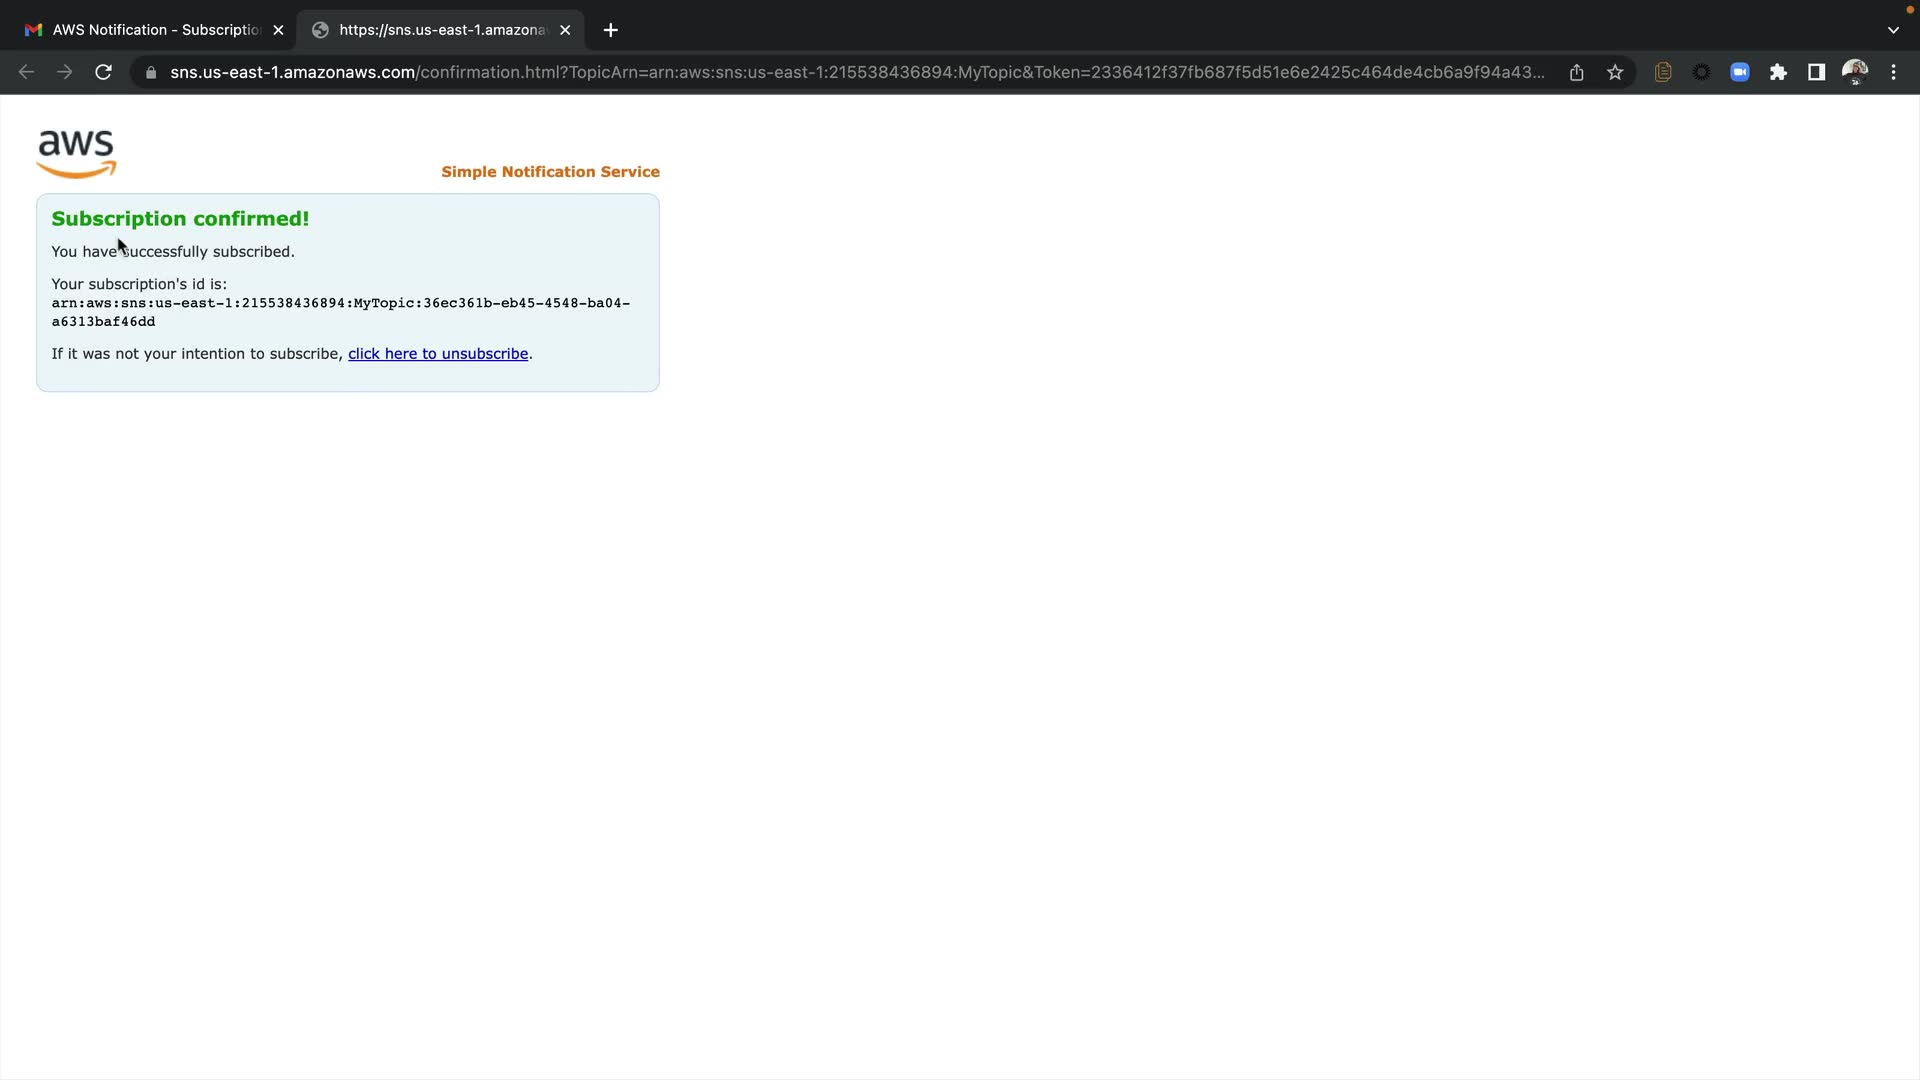 AWS Notification - Subscriptio
https://sns.us-east-1.amazona
sns.us-east-1.amazonaws.com/confirmation.html?TopicArn=arn:aws:sns:us-east-1:215538436894:MyTopic&Token=2336412f37fb687f5d51e6e2425c464de4cb6a9f94a43...
aws
Simple Notification Service
Subscription confirmed!
You have successfully subscribed.
Your subscription's id is:
arn:aws:sns:us-east-1:215538436894:MyTopic:36ec361b-eb45-4548-ba04-
a6313baf46dd
If it was not your intention to subscribe, click here to unsubscribe.